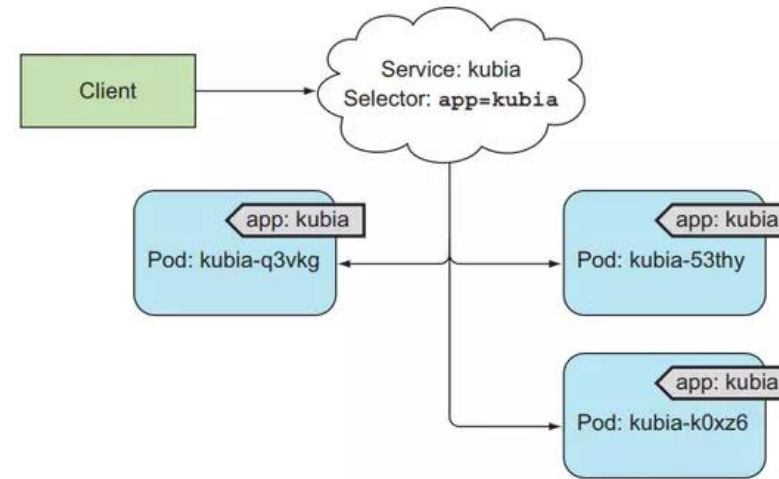 Client
Service: kubia
Selector: app=kubia
app: kubia
Pod: kubia-q3vkg
app: kubia
Pod: kubia-53thy
app: kubia
Pod: kubia-k0xz6